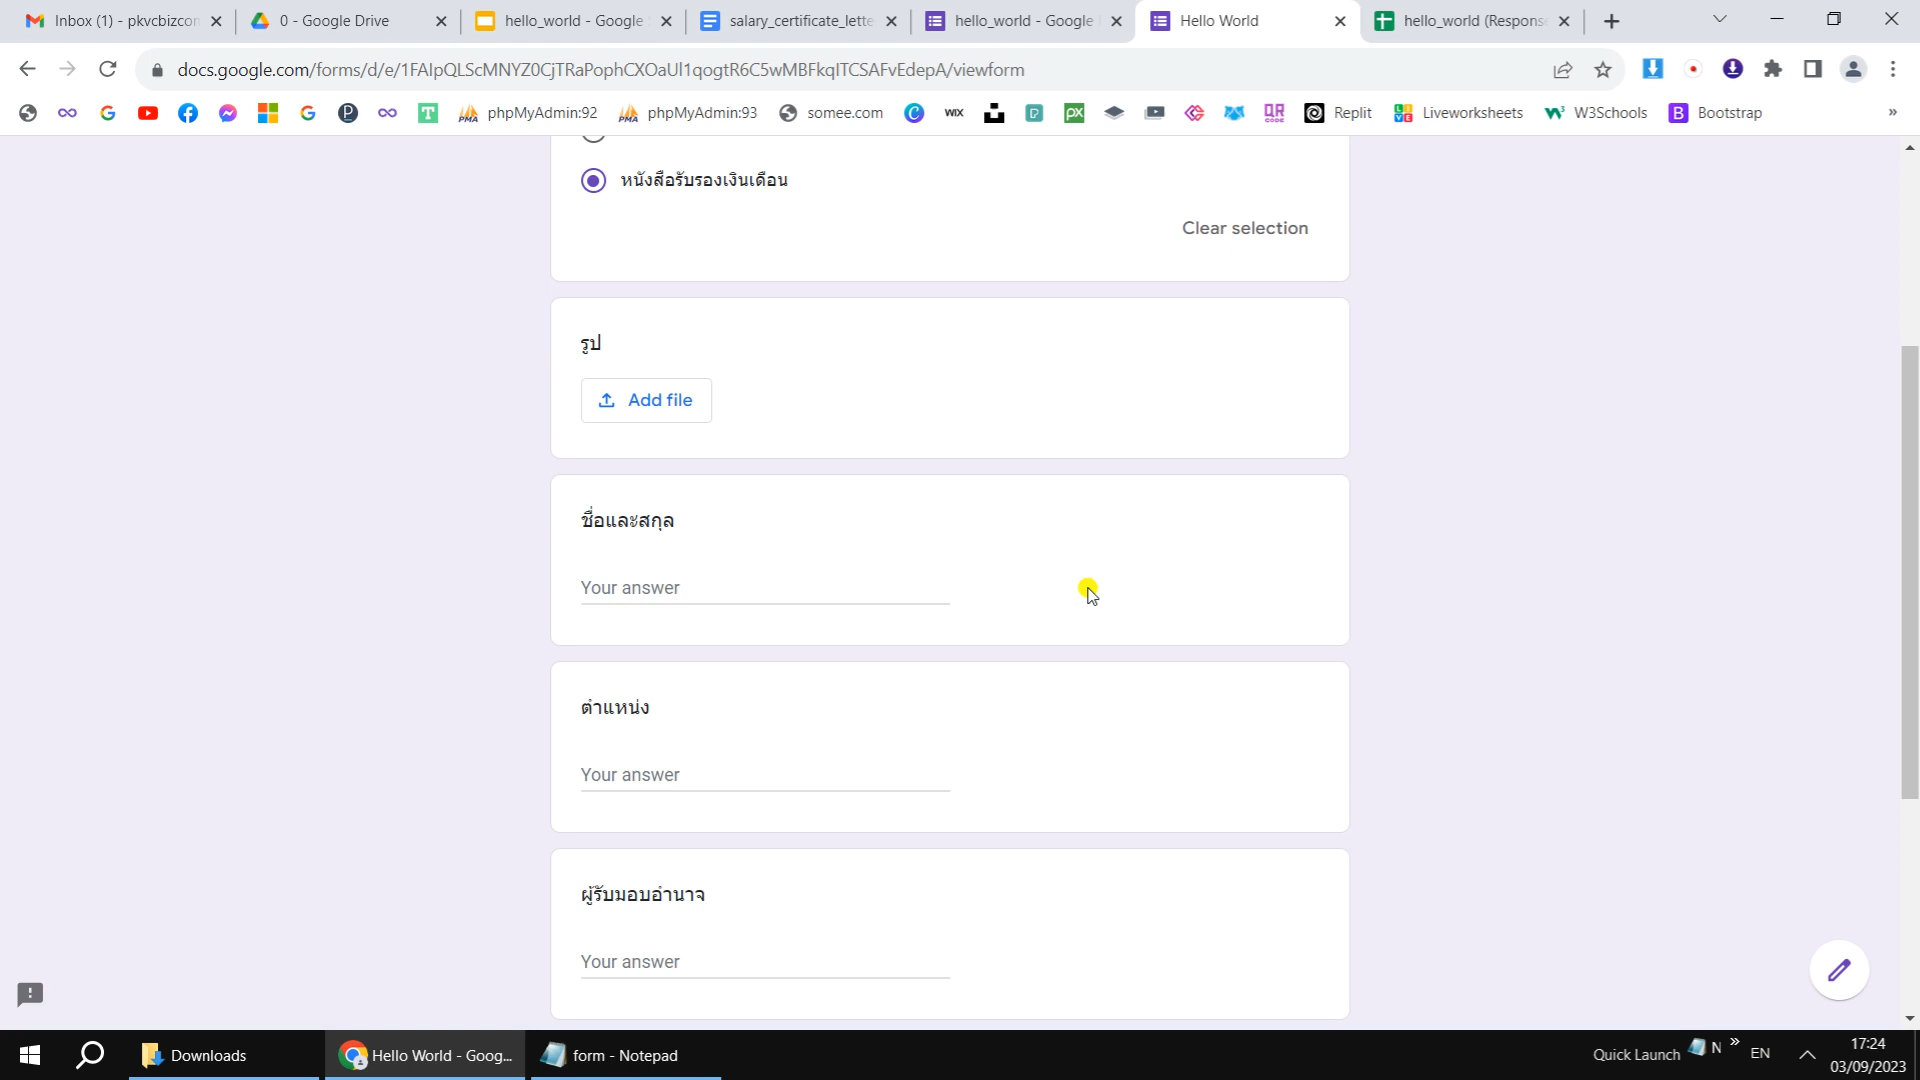 Inbox (1) - pkvcbizcon
0 - Google Drive
hello_world - Google
salary_certificate_lette
hello_world - Google
Hello World
hello_world (Respons
docs.google.com/forms/d/e/1FAIpQLScMNYZ0CjTRaPophCXOaUl1qogtR6C5wMBFkqITCSAFvEdepA/viewform
phpMyAdmin:92
phpMyAdmin:93
somee.com
WIX
Replit
Liveworksheets
W3Schools
Bootstrap
หนังสือรับรองเงินเดือน
Clear selection
รูป
Add file
ชื่อและสกุล
Your answer
ตำแหน่ง
Your answer
ผู้รับมอบอำนาจ
Your answer
Downloads
Hello World - Goog...
form - Notepad
Quick Launch
N
EN
17:24
03/09/2023